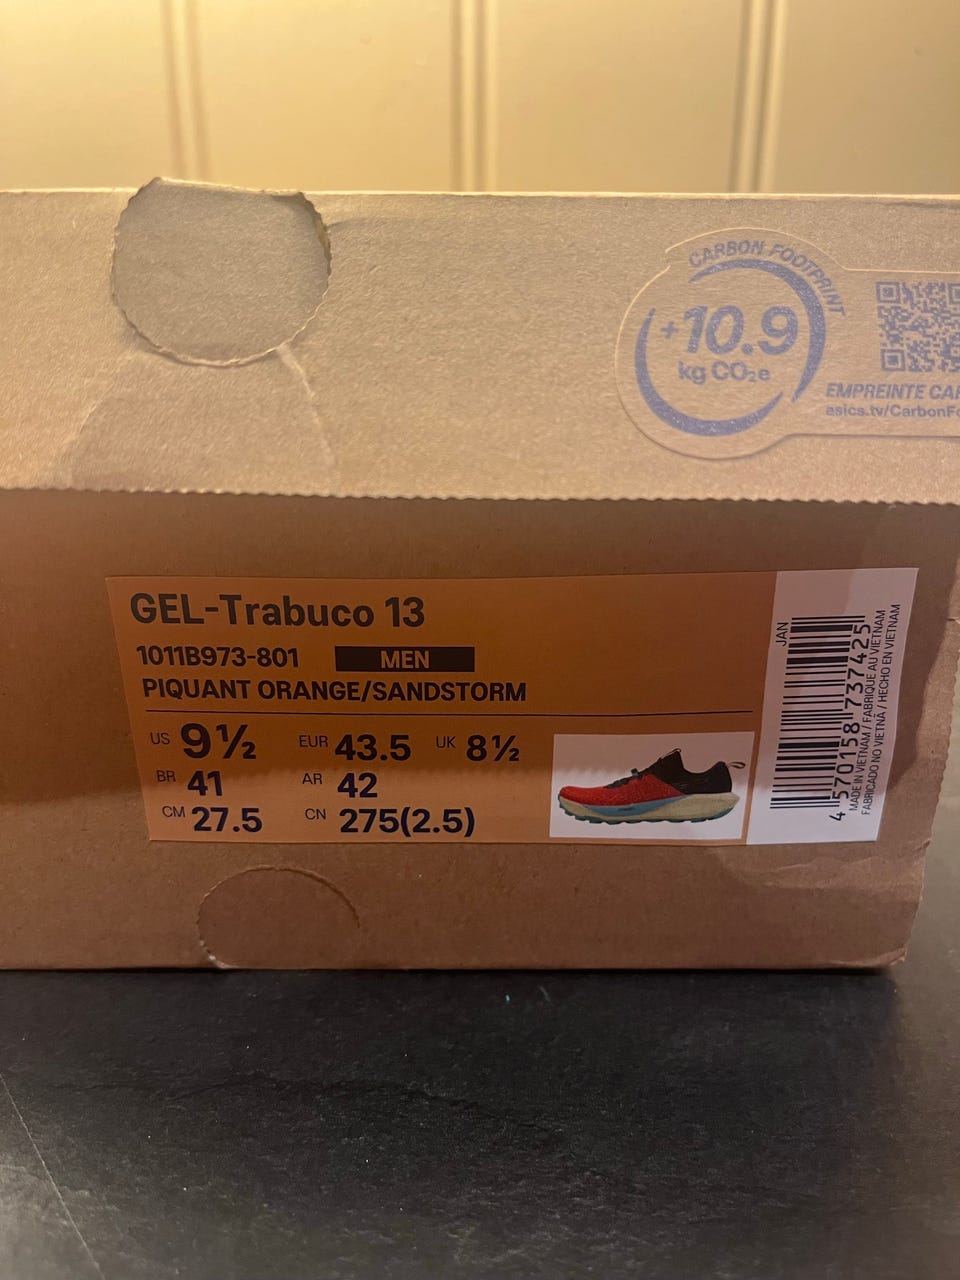 CARBON FOOTPRINT
+10.9
kg CO₂e
EMPREINTE
asics.tv/
GEL-Trabuco 13
1011B973-801 MEN
PIQUANT ORANGE/SANDSTORM
US 9½ EUR 43.5 UK 8½
BR 41 AR 42
CM 27.5 CN 275(2.5)
JAN
4 570158 737425
MADE IN VIETNAM / FABRIQUÉ AU VIETNAM
FABRICADO NO VIETNÃ / HECHO EN VIETNAM